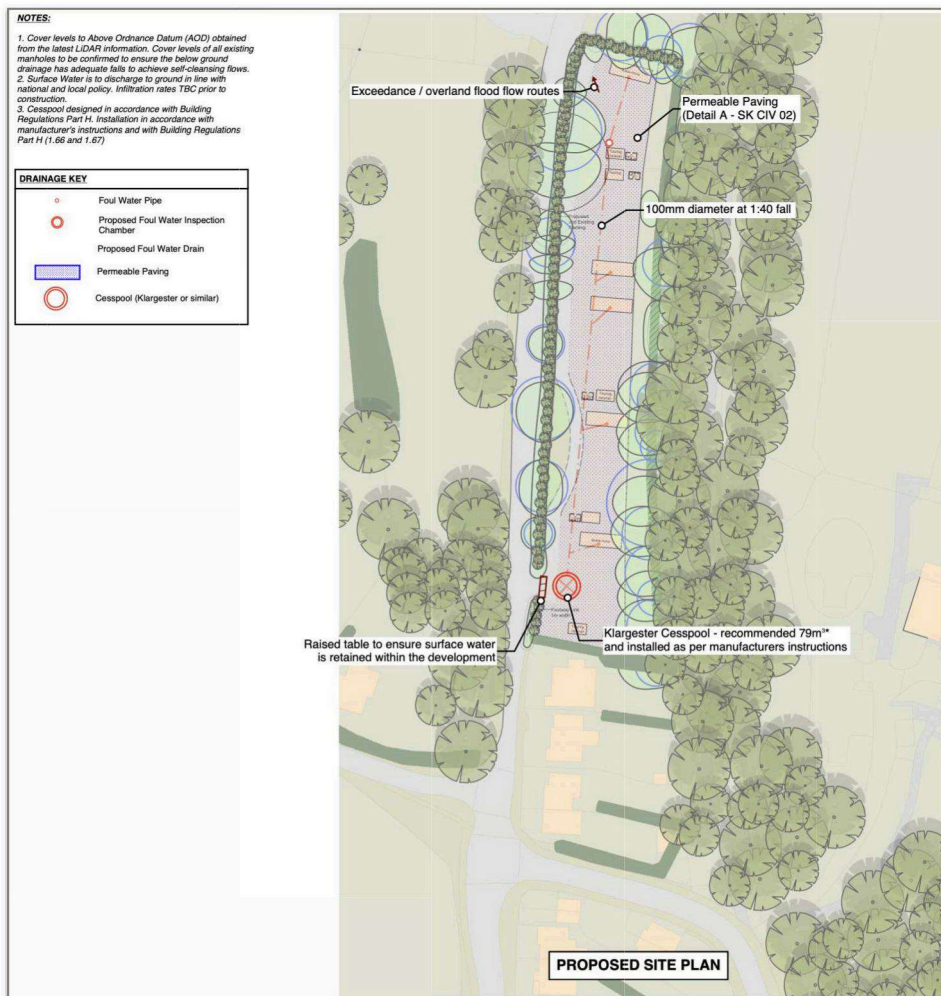 NOTES:
1. Cover levels to Above Ordnance Datum (AOD) obtained
from the latest LiDAR information. Cover levels of all existing
manholes to be confirmed to ensure the below ground
drainage has adequate falls to achieve self-cleansing flows.
2. Surface Water is to discharge to ground in line with
national and local policy. Infiltration rates TBC prior to
construction.
3. Cesspool designed in accordance with Building
Regulations Part H. Installation in accordance with
manufacturer's instructions and with Building Regulations
Part H (1.66 and 1.67)
DRAINAGE KEY
Foul Water Pipe
Proposed Foul Water Inspection
Chamber
Proposed Foul Water Drain
Permeable Paving
Cesspool (Klargester or similar)
Exceedance / overland flood flow routes
Permeable Paving
(Detail A - SK CIV 02)
100mm diameter at 1:40 fall
Raised table to ensure surface water
is retained within the development
Klargester Cesspool - recommended 79m³*
and installed as per manufacturers instructions
PROPOSED SITE PLAN